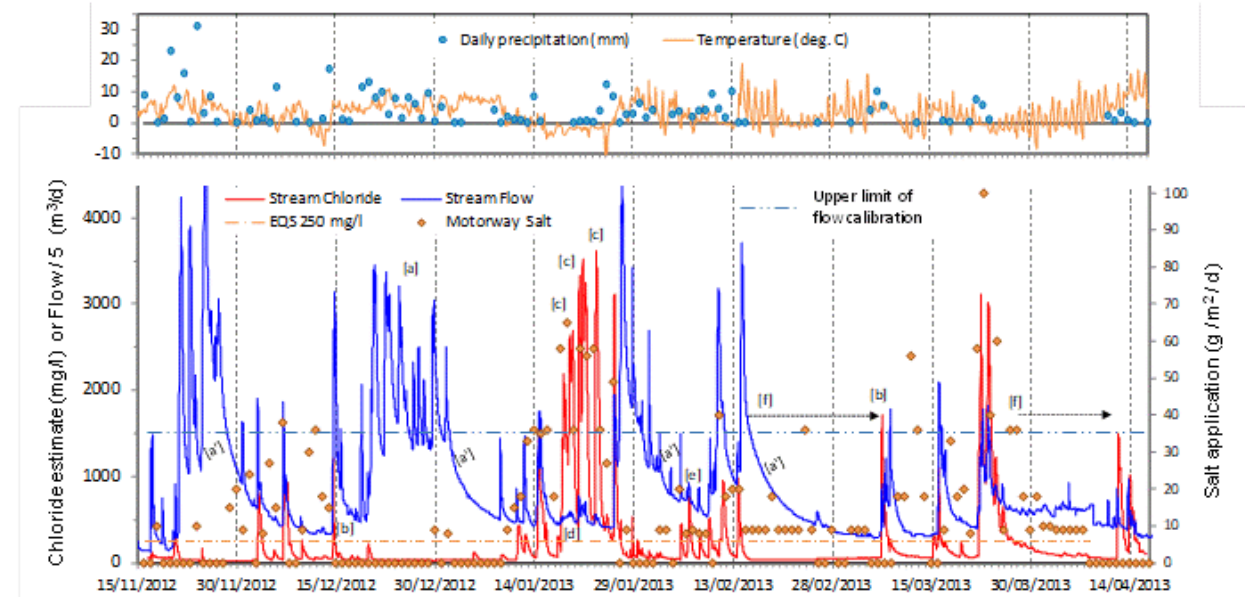 35
20
10
0
-10
Daily precipitation (mm)
Temperature (deg. C)
Chloride estimate (mg/l) or Flow / 5 (m³/d)
4000
3000
2000
1000
0
Stream Chloride
Stream Flow
EQS 250 mg/l
Motorway Salt
Upper limit of
flow calibration
Salt application (g /m² / d)
100
90
80
70
60
50
40
30
20
10
0
[a]
[c]
[c]
[c]
[f]
[b]
[f]
[a']
[a']
[a']
[a']
[e]
[b]
[d]
15/11/2012
30/11/2012
15/12/2012
30/12/2012
14/01/2013
29/01/2013
13/02/2013
28/02/2013
15/03/2013
30/03/2013
14/04/2013